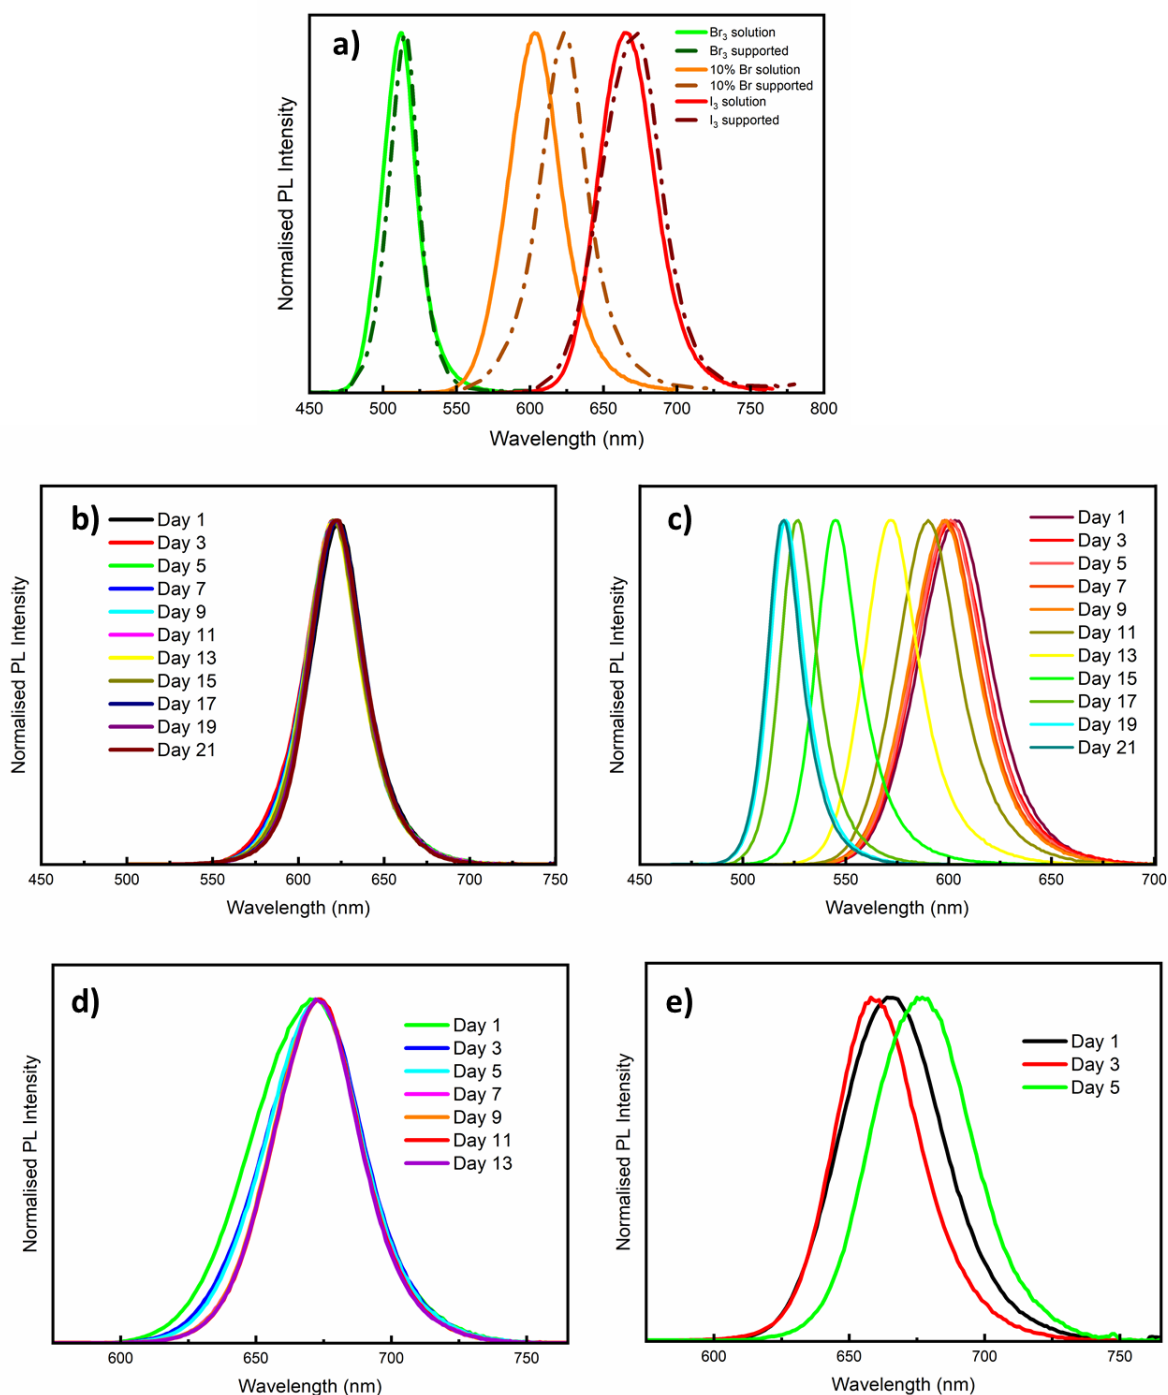 a)
Br₃ solution
Br₃ supported
10% Br solution
10% Br supported
I₃ solution
I₃ supported
Normalised PL Intensity
450 500 550 600 650 700 750 800
Wavelength (nm)
b)
Day 1
Day 3
Day 5
Day 7
Day 9
Day 11
Day 13
Day 15
Day 17
Day 19
Day 21
Normalised PL Intensity
450 500 550 600 650 700 750
Wavelength (nm)
c)
Day 1
Day 3
Day 5
Day 7
Day 9
Day 11
Day 13
Day 15
Day 17
Day 19
Day 21
Normalised PL Intensity
450 500 550 600 650 700
Wavelength (nm)
d)
Day 1
Day 3
Day 5
Day 7
Day 9
Day 11
Day 13
Normalised PL Intensity
600 650 700 750
Wavelength (nm)
e)
Day 1
Day 3
Day 5
Normalised PL Intensity
600 650 700 750
Wavelength (nm)